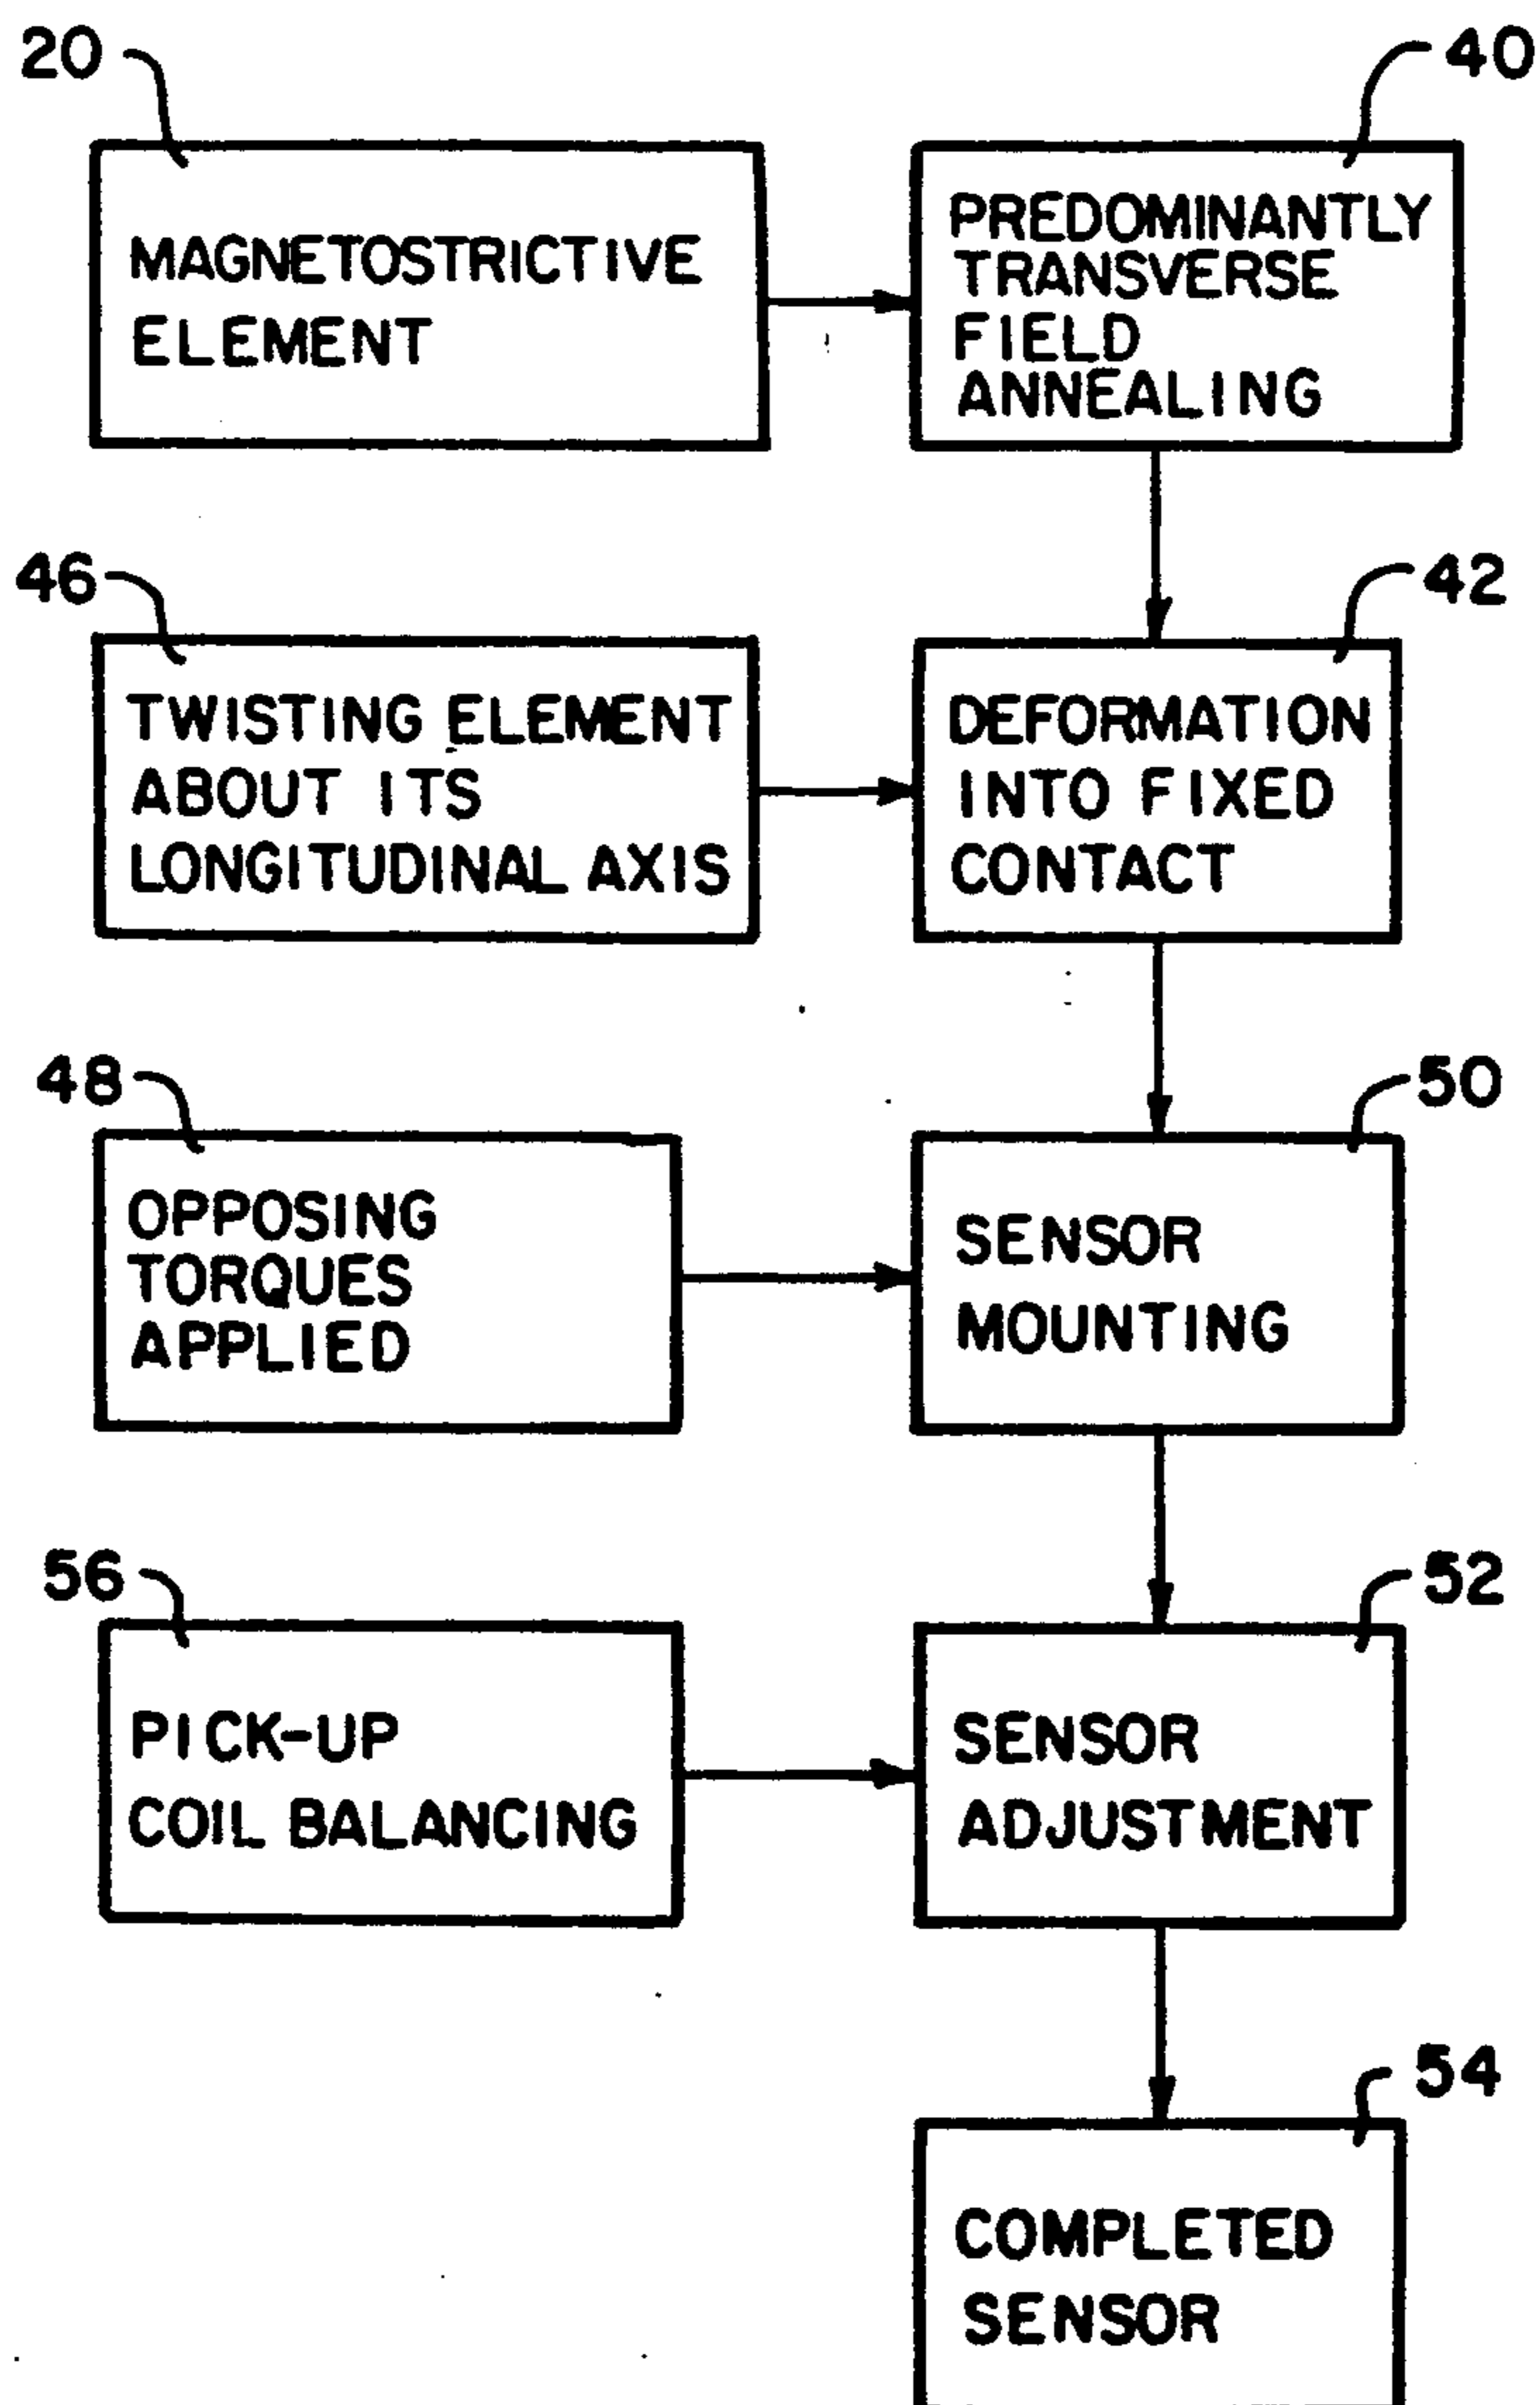 20
40
MAGNETOSTRICTIVE
ELEMENT
PREDOMINANTLY
TRANSVERSE
FIELD
ANNEALING
46
42
TWISTING ELEMENT
ABOUT ITS
LONGITUDINAL AXIS
DEFORMATION
INTO FIXED
CONTACT
48
50
OPPOSING
TORQUES
APPLIED
SENSOR
MOUNTING
56
52
PICK-UP
COIL BALANCING
SENSOR
ADJUSTMENT
54
COMPLETED
SENSOR